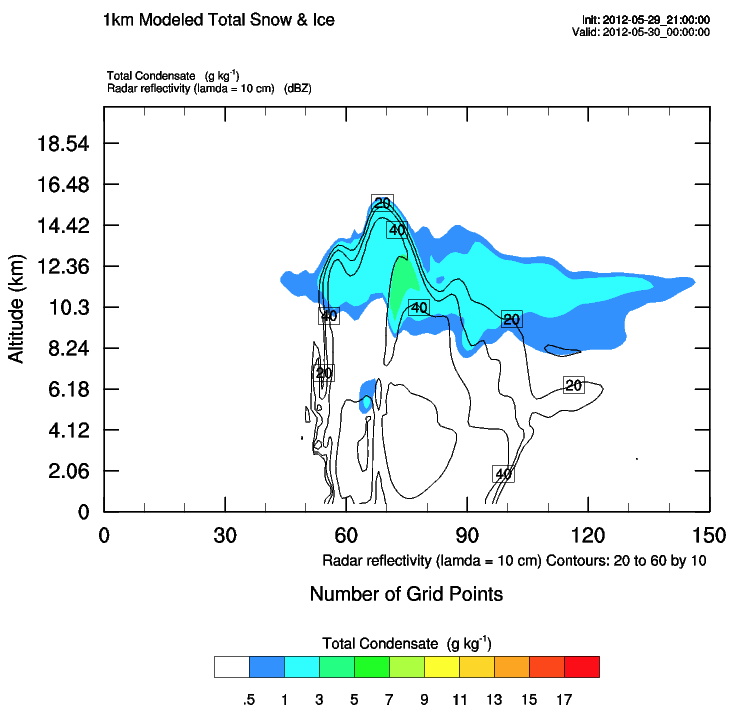 1km Modeled Total Snow & Ice
Init: 2012-05-29_21:00:00
Valid: 2012-05-30_00:00:00
Total Condensate (g kg-1)
Radar reflectivity (lamda = 10 cm) (dBZ)
18.54
16.48
14.42
12.36
10.3
8.24
6.18
4.12
2.06
0
Altitude (km)
20
40
40
40
20
20
20
40
0 30 60 90 120 150
Radar reflectivity (lamda = 10 cm) Contours: 20 to 60 by 10
Number of Grid Points
Total Condensate (g kg-1)
.5 1 3 5 7 9 11 13 15 17